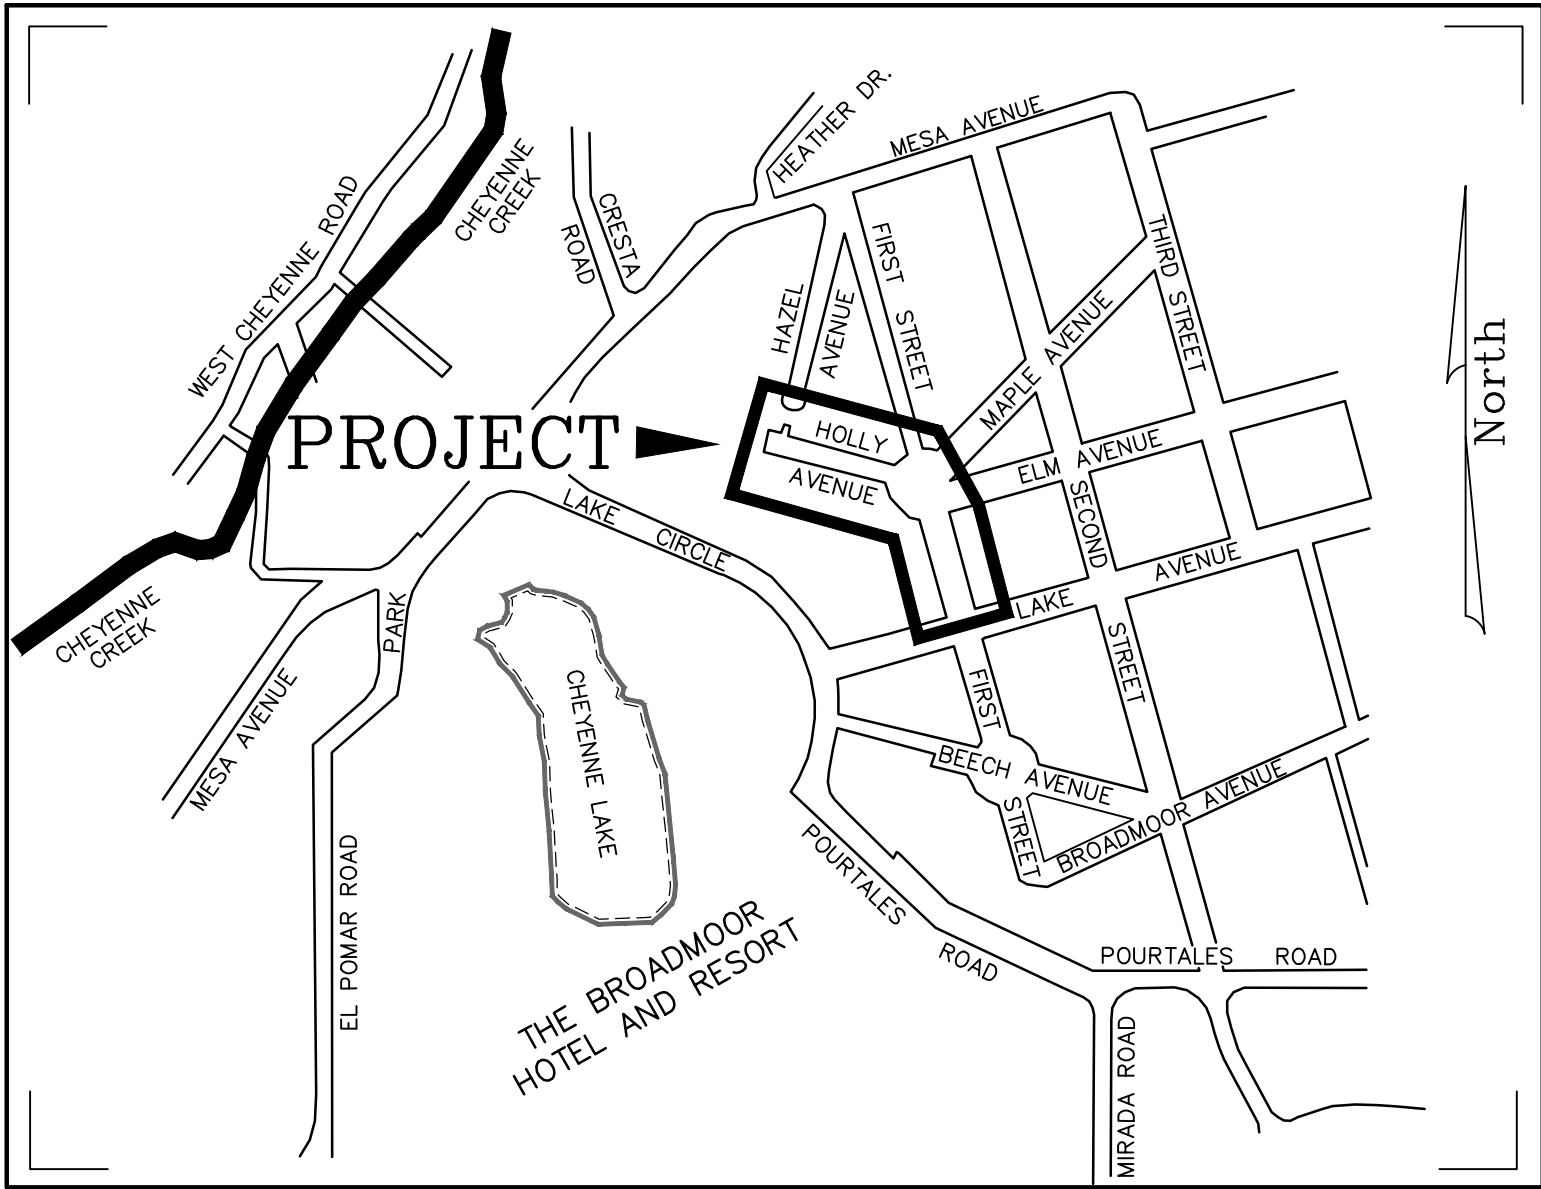 HEATHER DR.
MESA AVENUE
CHEYENNE
CREEK
WEST CHEYENNE ROAD
CRESTA
ROAD
FIRST STREET
THIRD STREET
HAZEL
AVENUE
MAPLE AVENUE
North
PROJECT
HOLLY
AVENUE
ELM AVENUE
SECOND
STREET
LAKE CIRCLE
LAKE AVENUE
CHEYENNE
CREEK
PARK
MESA AVENUE
CHEYENNE LAKE
FIRST
STREET
BEECH AVENUE
BROADMOOR AVENUE
EL POMAR ROAD
POURTALES
ROAD
THE BROADMOOR
HOTEL AND RESORT
POURTALES ROAD
MIRADA ROAD